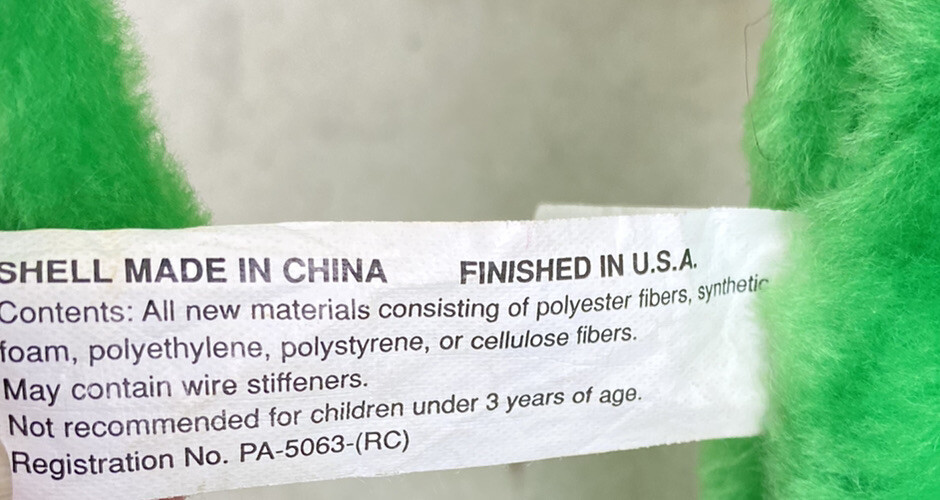 SHELL MADE IN CHINA FINISHED IN U.S.A.
Contents: All new materials consisting of polyester fibers, synthetic
foam, polyethylene, polystyrene, or cellulose fibers.
May contain wire stiffeners.
Not recommended for children under 3 years of age.
Registration No. PA-5063-(RC)